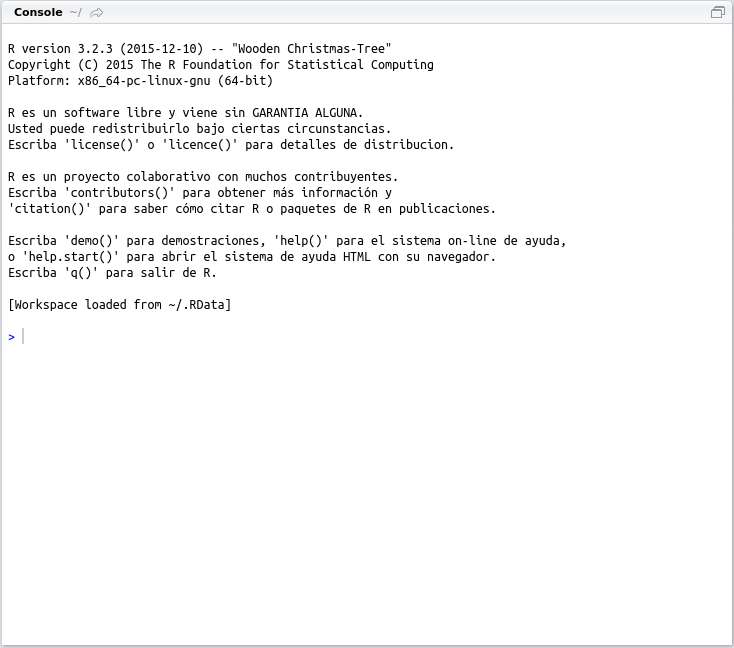 Console ~/
R version 3.2.3 (2015-12-10) -- "Wooden Christmas-Tree"
Copyright (C) 2015 The R Foundation for Statistical Computing
Platform: x86_64-pc-linux-gnu (64-bit)
R es un software libre y viene sin GARANTIA ALGUNA.
Usted puede redistribuirlo bajo ciertas circunstancias.
Escriba 'license()' o 'licence()' para detalles de distribucion.
R es un proyecto colaborativo con muchos contribuyentes.
Escriba 'contributors()' para obtener más información y
'citation()' para saber cómo citar R o paquetes de R en publicaciones.
Escriba 'demo()' para demostraciones, 'help()' para el sistema on-line de ayuda,
o 'help.start()' para abrir el sistema de ayuda HTML con su navegador.
Escriba 'q()' para salir de R.
[Workspace loaded from ~/.RData]
>